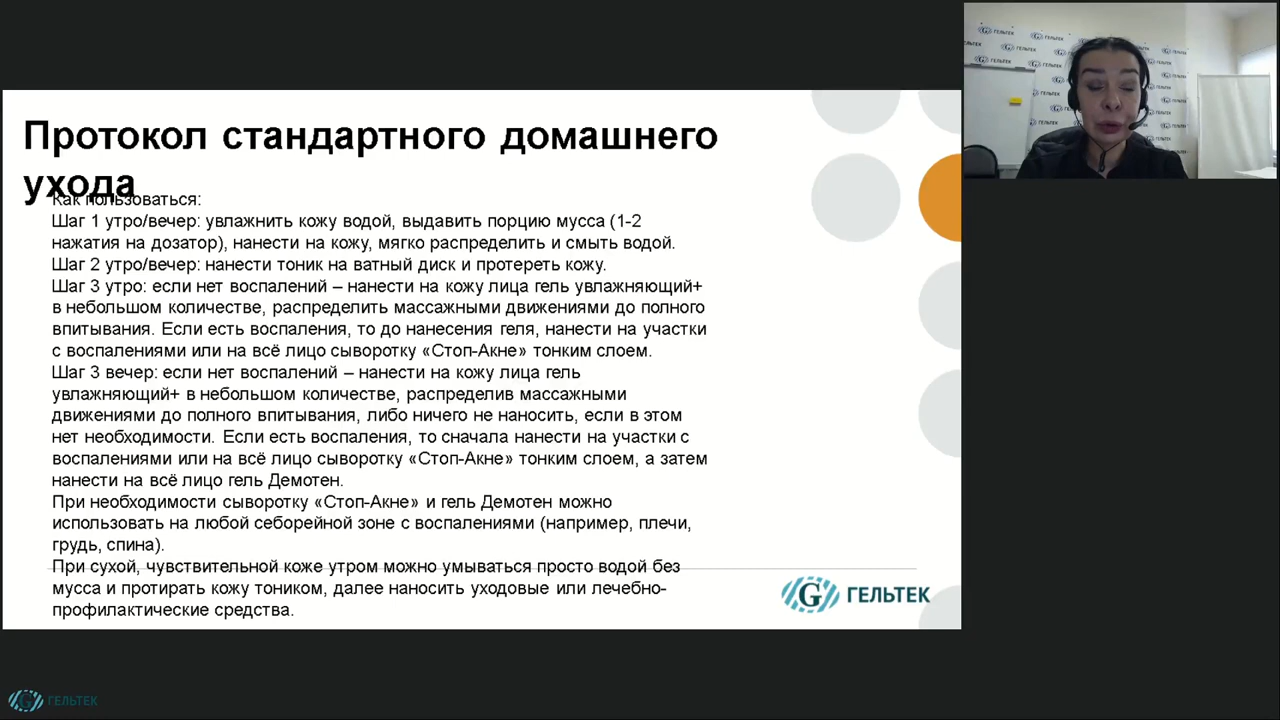 Протокол стандартного домашнего
ухода
Как пользоваться:
Шаг 1 утро/вечер: увлажнить кожу водой, выдавить порцию мусса (1-2
нажатия на дозатор), нанести на кожу, мягко распределить и смыть водой.
Шаг 2 утро/вечер: нанести тоник на ватный диск и протереть кожу.
Шаг 3 утро: если нет воспалений – нанести на кожу лица гель увлажняющий+
в небольшом количестве, распределить массажными движениями до полного
впитывания. Если есть воспаления, то до нанесения геля, нанести на участки
с воспалениями или на всё лицо сыворотку «Стоп-Акне» тонким слоем.
Шаг 3 вечер: если нет воспалений – нанести на кожу лица гель
увлажняющий+ в небольшом количестве, распределив массажными
движениями до полного впитывания, либо ничего не наносить, если в этом
нет необходимости. Если есть воспаления, то сначала нанести на участки с
воспалениями или на всё лицо сыворотку «Стоп-Акне» тонким слоем, а затем
нанести на всё лицо гель Демотен.
При необходимости сыворотку «Стоп-Акне» и гель Демотен можно
использовать на любой себорейной зоне с воспалениями (например, плечи,
грудь, спина).
При сухой, чувствительной коже утром можно умываться просто водой без
мусса и протирать кожу тоником, далее наносить уходовые или лечебно-
профилактические средства.
G ГЕЛЬТЕК
ГЕЛЬТЕК
ГЕЛЬТЕК